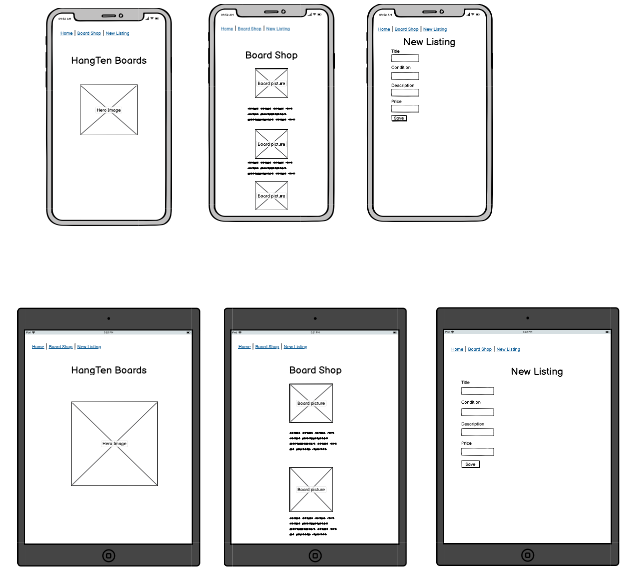 Home | Board Shop | New Listing
HangTen Boards
Hero Image
Home | Board Shop | New Listing
Board Shop
Board picture
Board picture
Board picture
Home | Board Shop | New Listing
New Listing
Title
Condition
Description
Price
Save
Home | Board Shop | New Listing
HangTen Boards
Hero Image
Home | Board Shop | New Listing
Board Shop
Board picture
Board picture
Home | Board Shop | New Listing
New Listing
Title
Condition
Description
Price
Save